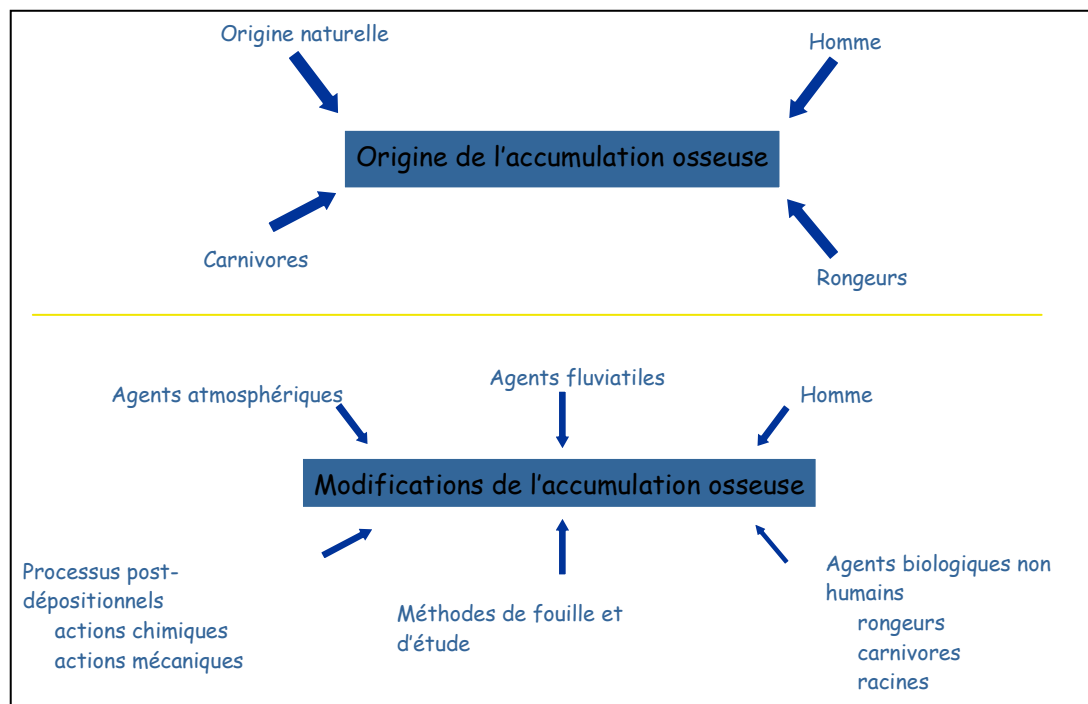 Origine naturelle
Homme
Origine de l'accumulation osseuse
Carnivores
Rongeurs
Agents atmosphériques
Agents fluviatiles
Homme
Modifications de l'accumulation osseuse
Processus post-
dépositionnels
actions chimiques
actions mécaniques
Méthodes de fouille et
d'étude
Agents biologiques non
humains
rongeurs
carnivores
racines